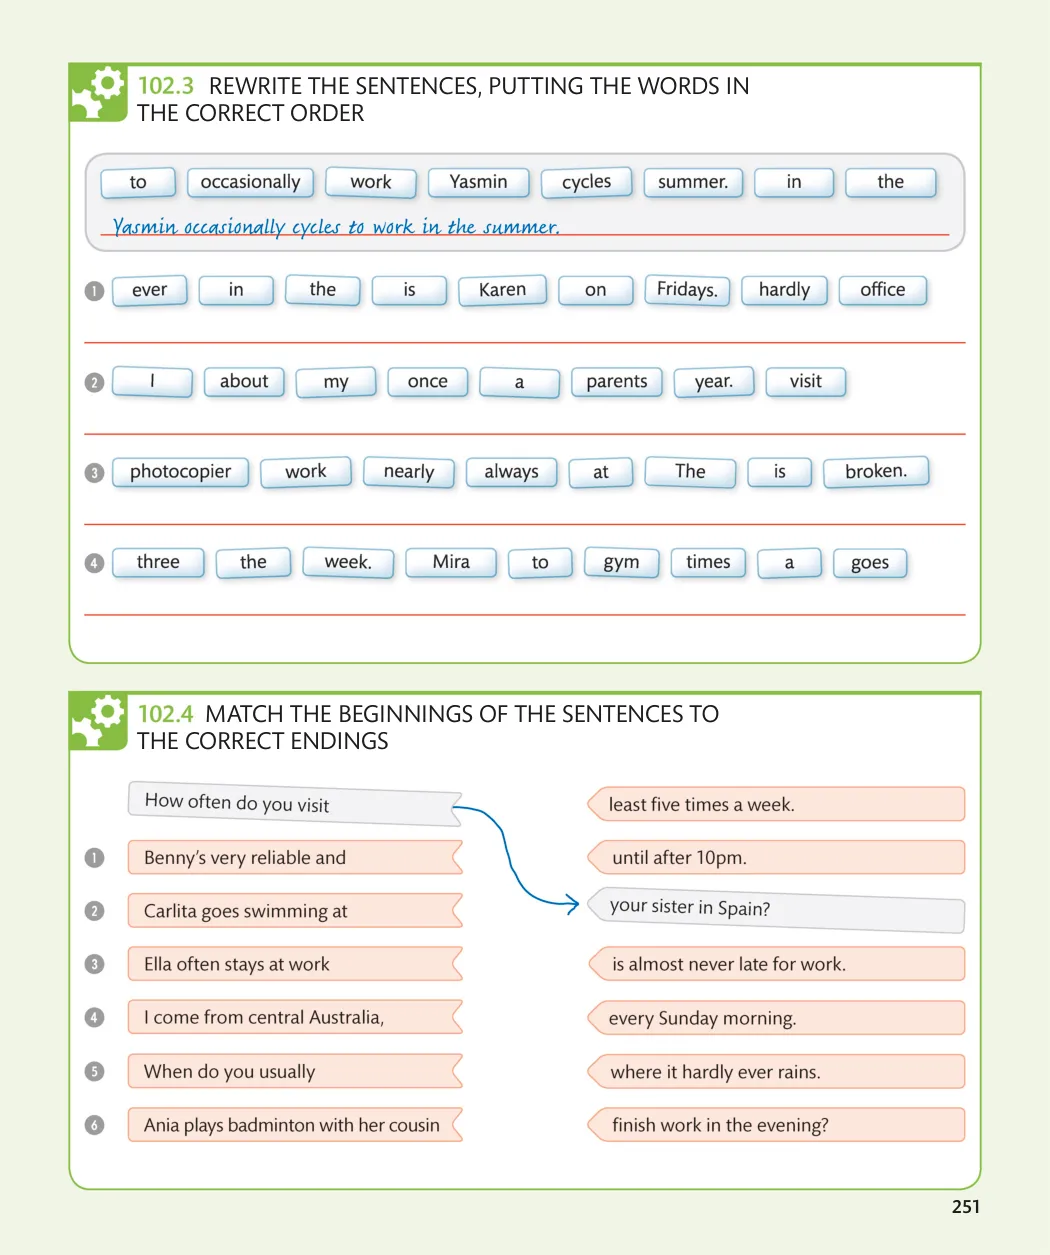 102.3 REWRITE THE SENTENCES, PUTTING THE WORDS IN
THE CORRECT ORDER
to occasionally work Yasmin cycles summer. in the
Yasmin occasionally cycles to work in the summer.
1 ever in the is Karen on Fridays. hardly office
2 I about my once a parents year. visit
3 photocopier work nearly always at The is broken.
4 three the week. Mira to gym times a goes
102.4 MATCH THE BEGINNINGS OF THE SENTENCES TO
THE CORRECT ENDINGS
How often do you visit least five times a week.
1 Benny's very reliable and until after 10pm.
2 Carlita goes swimming at your sister in Spain?
3 Ella often stays at work is almost never late for work.
4 I come from central Australia, every Sunday morning.
5 When do you usually where it hardly ever rains.
6 Ania plays badminton with her cousin finish work in the evening?
251